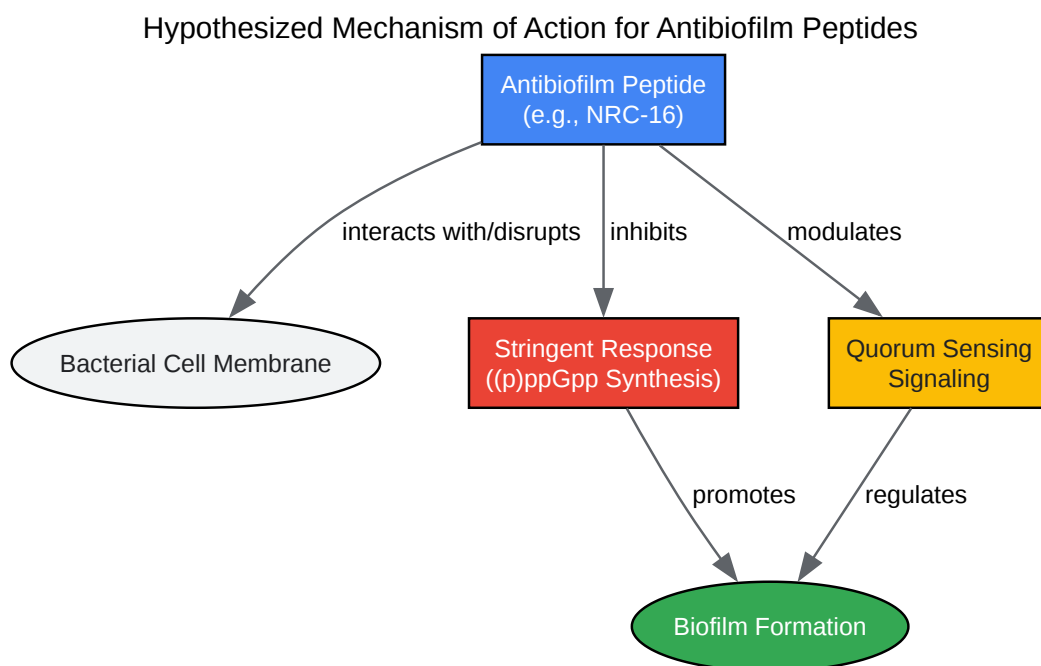 Hypothesized Mechanism of Action for Antibiofilm Peptides
Antibiofilm Peptide
(e.g., NRC-16)
interacts with/disrupts
inhibits
modulates
Bacterial Cell Membrane
Stringent Response
((p)ppGpp Synthesis)
Quorum Sensing
Signaling
promotes
regulates
Biofilm Formation